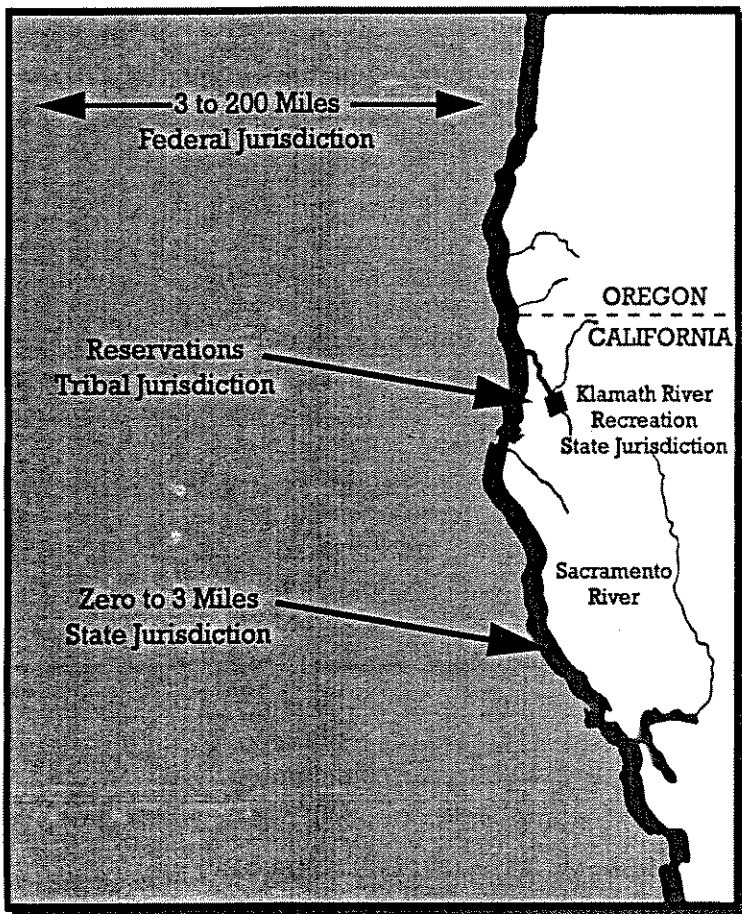 3 to 200 Miles
Federal Jurisdiction
OREGON
CALIFORNIA
Reservations
Tribal Jurisdiction
Klamath River
Recreation
State Jurisdiction
Sacramento
River
Zero to 3 Miles
State Jurisdiction